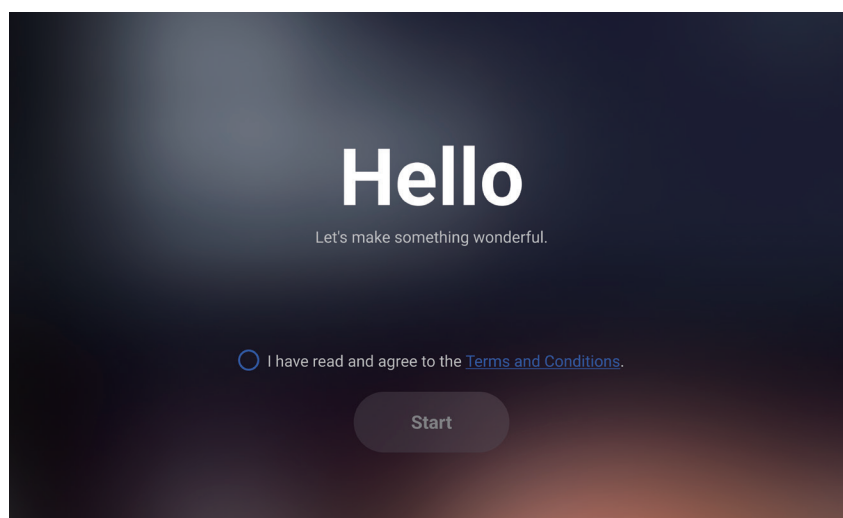 Hello
Let's make something wonderful.
I have read and agree to the Terms and Conditions.
Start